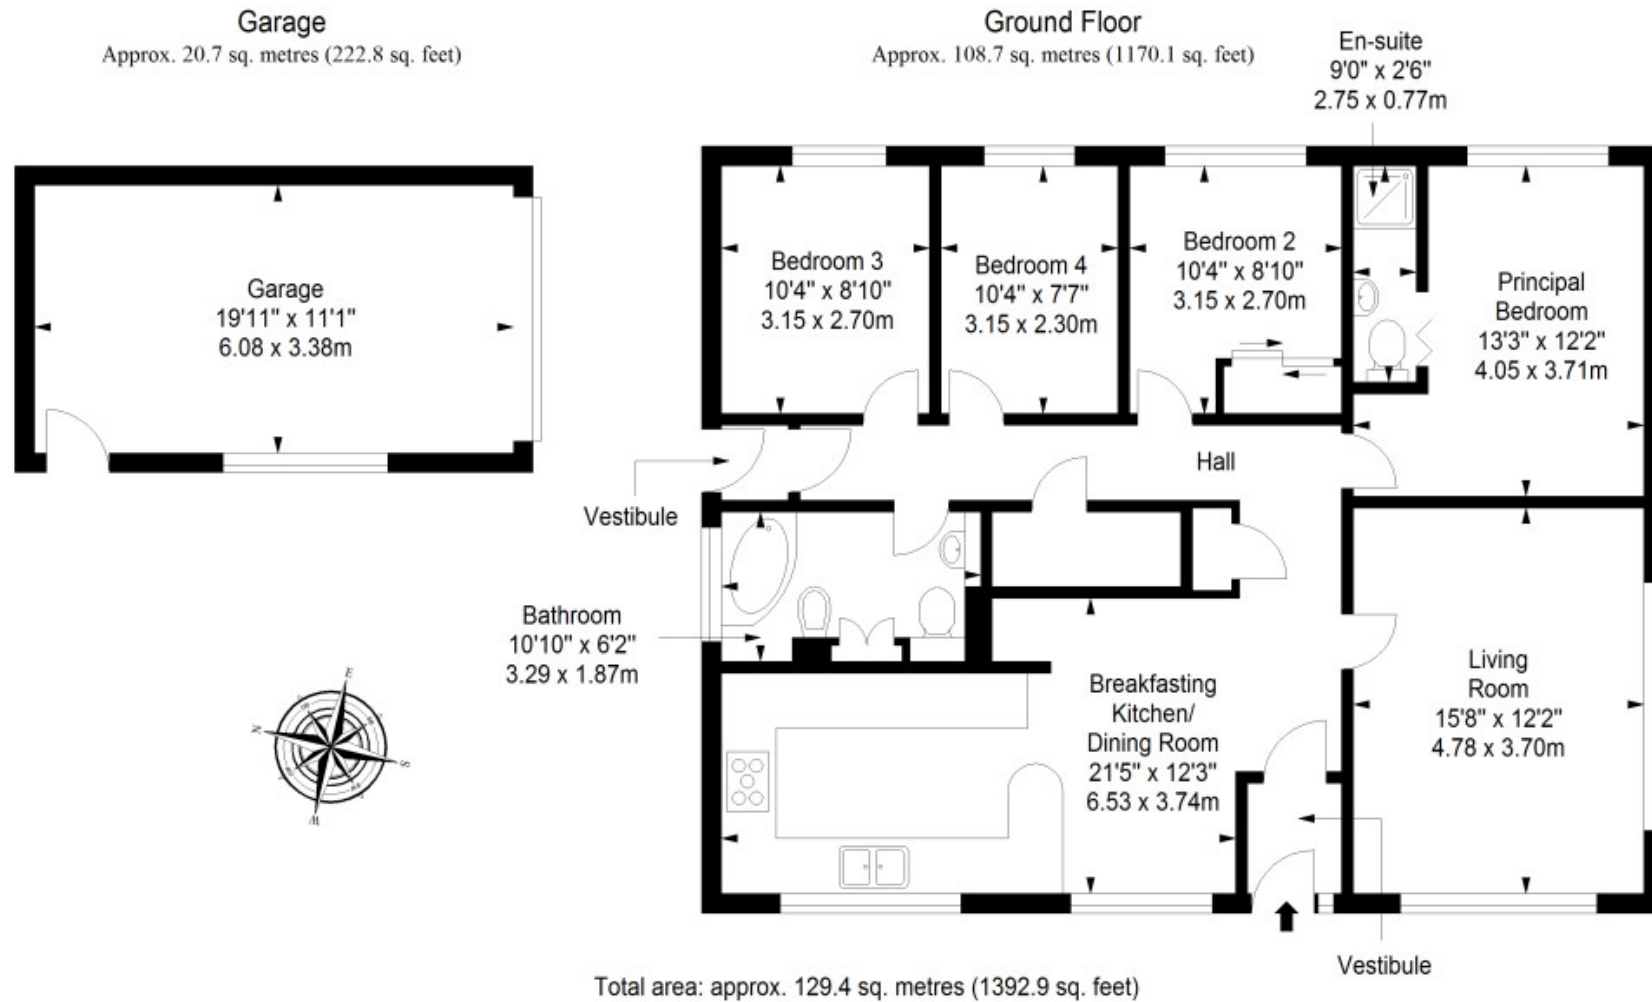 Garage
Approx. 20.7 sq. metres (222.8 sq. feet)
Ground Floor
Approx. 108.7 sq. metres (1170.1 sq. feet)
En-suite
9'0" x 2'6"
2.75 x 0.77m
Garage
19'11" x 11'1"
6.08 x 3.38m
Bedroom 3
10'4" x 8'10"
3.15 x 2.70m
Bedroom 4
10'4" x 7'7"
3.15 x 2.30m
Bedroom 2
10'4" x 8'10"
3.15 x 2.70m
Principal
Bedroom
13'3" x 12'2"
4.05 x 3.71m
Hall
Vestibule
Bathroom
10'10" x 6'2"
3.29 x 1.87m
Breakfasting
Kitchen/
Dining Room
21'5" x 12'3"
6.53 x 3.74m
Living
Room
15'8" x 12'2"
4.78 x 3.70m
E
N
S
W
Vestibule
Total area: approx. 129.4 sq. metres (1392.9 sq. feet)